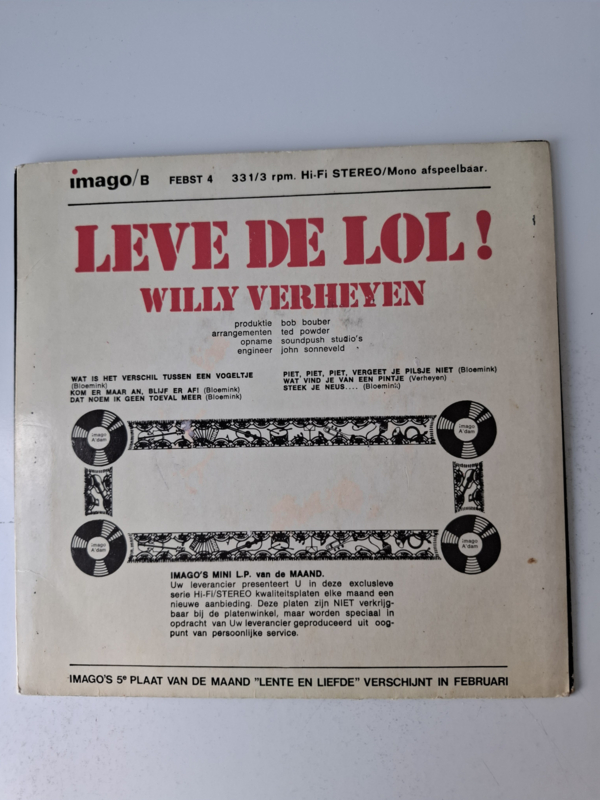 imago/B FEBST 4 33 1/3 rpm. Hi-Fi STEREO/Mono afspeelbaar.
LEVE DE LOL!
WILLY VERHEYEN
produktie bob bouber
arrangementen ted powder
opname soundpush studio's
engineer john sonneveld
WAT IS HET VERSCHIL TUSSEN EEN VOGELTJE
(Bloemink)
KOM ER MAAR AN, BLIJF ER AF! (Bloemink)
DAT NOEM IK GEEN TOEVAL MEER (Bloemink)
PIET, PIET, PIET, VERGEET JE PILSJE NIET (Bloemink)
WAT VIND JE VAN EEN PINTJE (Verheyen)
STEEK JE NEUS.... (Bloemink)
imago
A'dam
imago
A'dam
imago
A'dam
imago
A'dam
IMAGO'S MINI L.P. van de MAAND.
Uw leverancier presenteert U in deze exclusieve
serie Hi-Fi/STEREO kwaliteitsplaten elke maand een
nieuwe aanbieding. Deze platen zijn NIET verkrijg-
baar bij de platenwinkel, maar worden speciaal in
opdracht van Uw leverancier geproduceerd uit oog-
punt van persoonlijke service.
IMAGO'S 5e PLAAT VAN DE MAAND "LENTE EN LIEFDE" VERSCHIJNT IN FEBRUARI